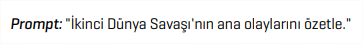 Prompt: "İkinci Dünya Savaşı'nın ana olaylarını özetle."